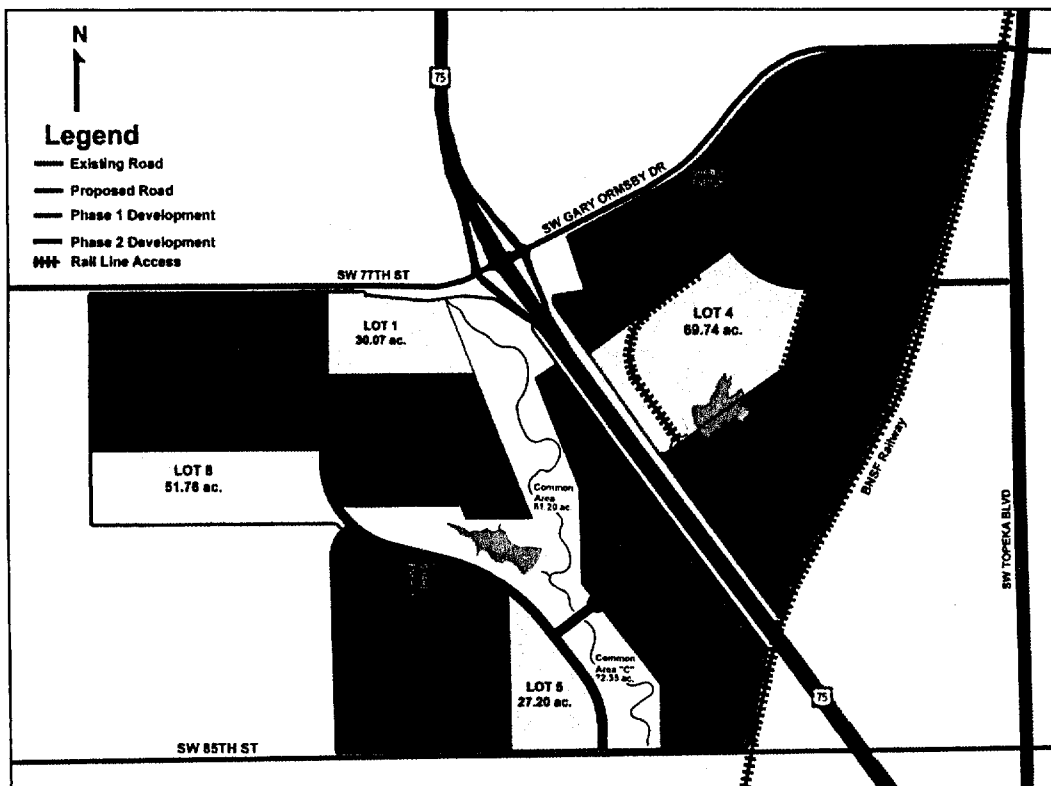 N
Legend
Existing Road
Proposed Road
Phase 1 Development
Phase 2 Development
Rail Line Access
75
SW GARY ORMSBY DR
SW 77TH ST
LOT 1
30.07 ac.
LOT 4
69.74 ac.
LOT 8
51.76 ac.
Common
Area
BNSF Railway
SW TOPEKA BLVD
Common
Area "C"
LOT 5
27.20 ac.
75
SW 85TH ST